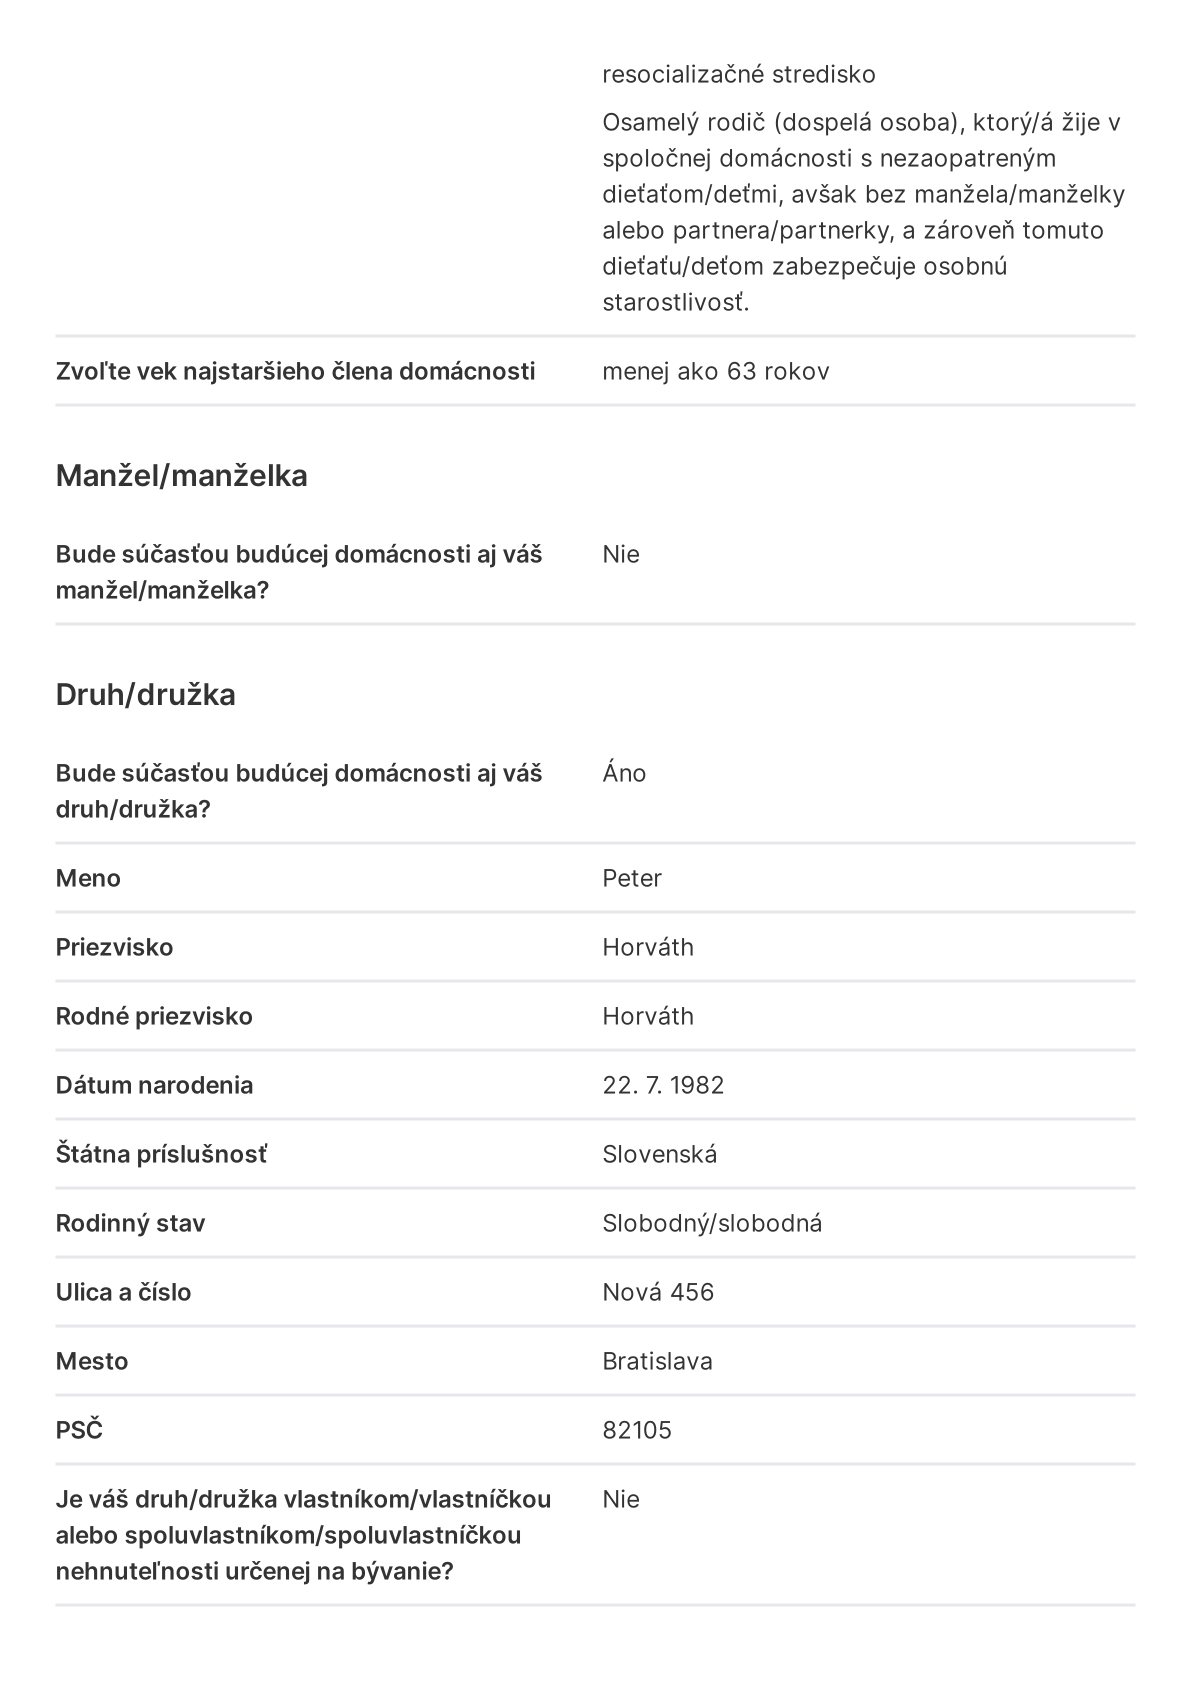 resocializačné stredisko
Osamelý rodič (dospelá osoba), ktorý/á žije v
spoločnej domácnosti s nezaopatreným
dieťaťom/deťmi, avšak bez manžela/manželky
alebo partnera/partnerky, a zároveň tomuto
dieťaťu/deťom zabezpečuje osobnú
starostlivosť.
Zvoľte vek najstaršieho člena domácnosti menej ako 63 rokov
Manžel/manželka
Bude súčasťou budúcej domácnosti aj váš Nie
manžel/manželka?
Druh/družka
Bude súčasťou budúcej domácnosti aj váš Áno
druh/družka?
Meno Peter
Priezvisko Horváth
Rodné priezvisko Horváth
Dátum narodenia 22. 7. 1982
Štátna príslušnosť Slovenská
Rodinný stav Slobodný/slobodná
Ulica a číslo Nová 456
Mesto Bratislava
PSČ 82105
Je váš druh/družka vlastníkom/vlastníčkou Nie
alebo spoluvlastníkom/spoluvlastníčkou
nehnuteľnosti určenej na bývanie?